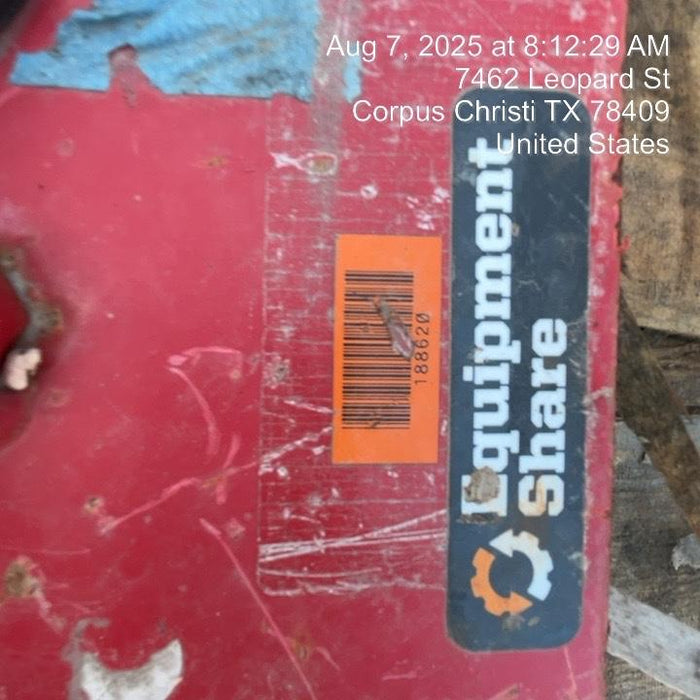 Aug 7, 2025 at 8:12:29 AM
7462 Leopard St
Corpus Christi TX 78409
United States
188620
Equipment
Share